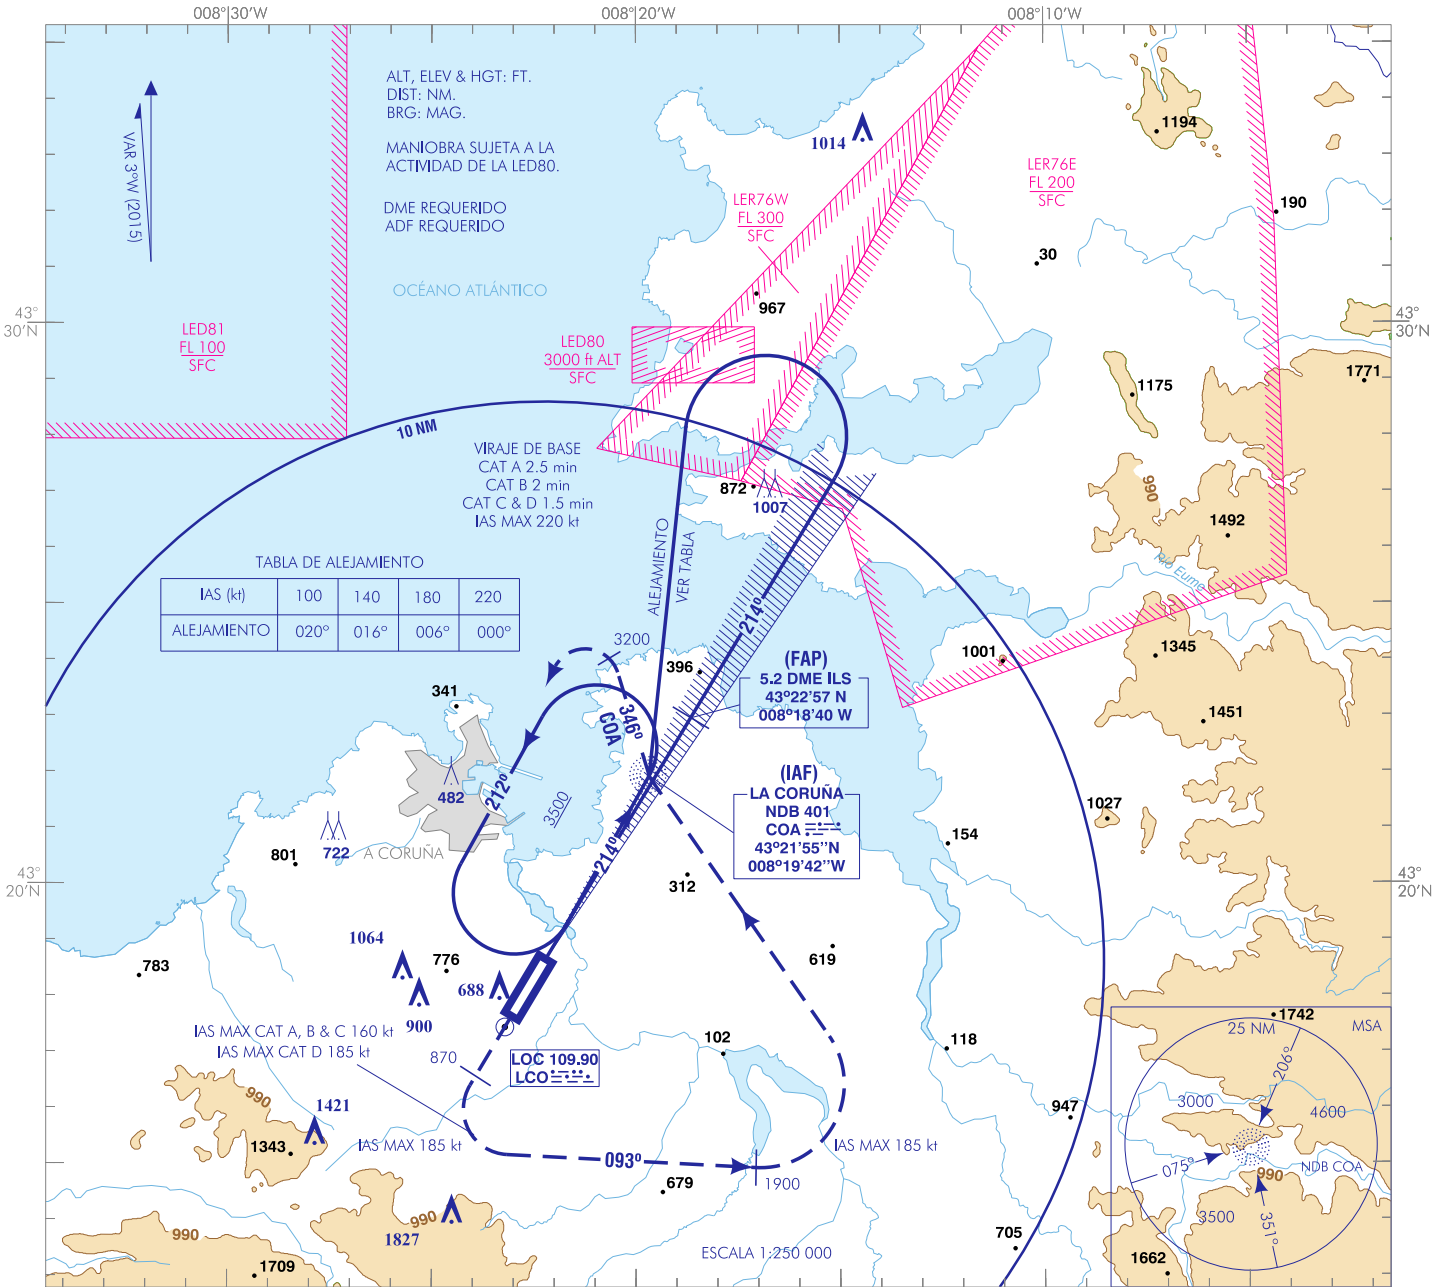 008°30'W
008°20'W
008°10'W
ALT, ELEV & HGT: FT.
DIST: NM.
BRG: MAG.
MANIOBRA SUJETA A LA
ACTIVIDAD DE LA LED80.
DME REQUERIDO
ADF REQUERIDO
VAR 3°W (2015)
OCÉANO ATLÁNTICO
1014
1194
LER76E
FL 200
SFC
LER76W
FL 300
SFC
190
30
967
43°
30'N
43°
30'N
LED81
FL 100
SFC
LED80
3000 ft ALT
SFC
1771
1175
10 NM
VIRAJE DE BASE
CAT A 2.5 min
CAT B 2 min
CAT C & D 1.5 min
IAS MAX 220 kt
872
1007
990
1492
Río Eume
TABLA DE ALEJAMIENTO
IAS (kt) 100 140 180 220
ALEJAMIENTO 020° 016° 006° 000°
ALEJAMIENTO
VER TABLA
214°
3200
396
(FAP)
5.2 DME ILS
43°22'57 N
008°18'40 W
1001
1345
1451
341
346°
COA
212°
3500
482
(IAF)
LA CORUÑA
NDB 401
COA
43°21'55''N
008°19'42''W
1027
154
722
801
A CORUÑA
214°
312
43°
20'N
43°
20'N
1064
776
783
688
900
619
IAS MAX CAT A, B & C 160 kt
IAS MAX CAT D 185 kt
870
LOC 109.90
LCO
102
118
947
990
1421
1343
IAS MAX 185 kt
093°
IAS MAX 185 kt
1900
679
990
1827
990
1709
ESCALA 1:250 000
705
1662
1742
25 NM
MSA
206°
3000
4600
075°
NDB COA
990
3500
351°